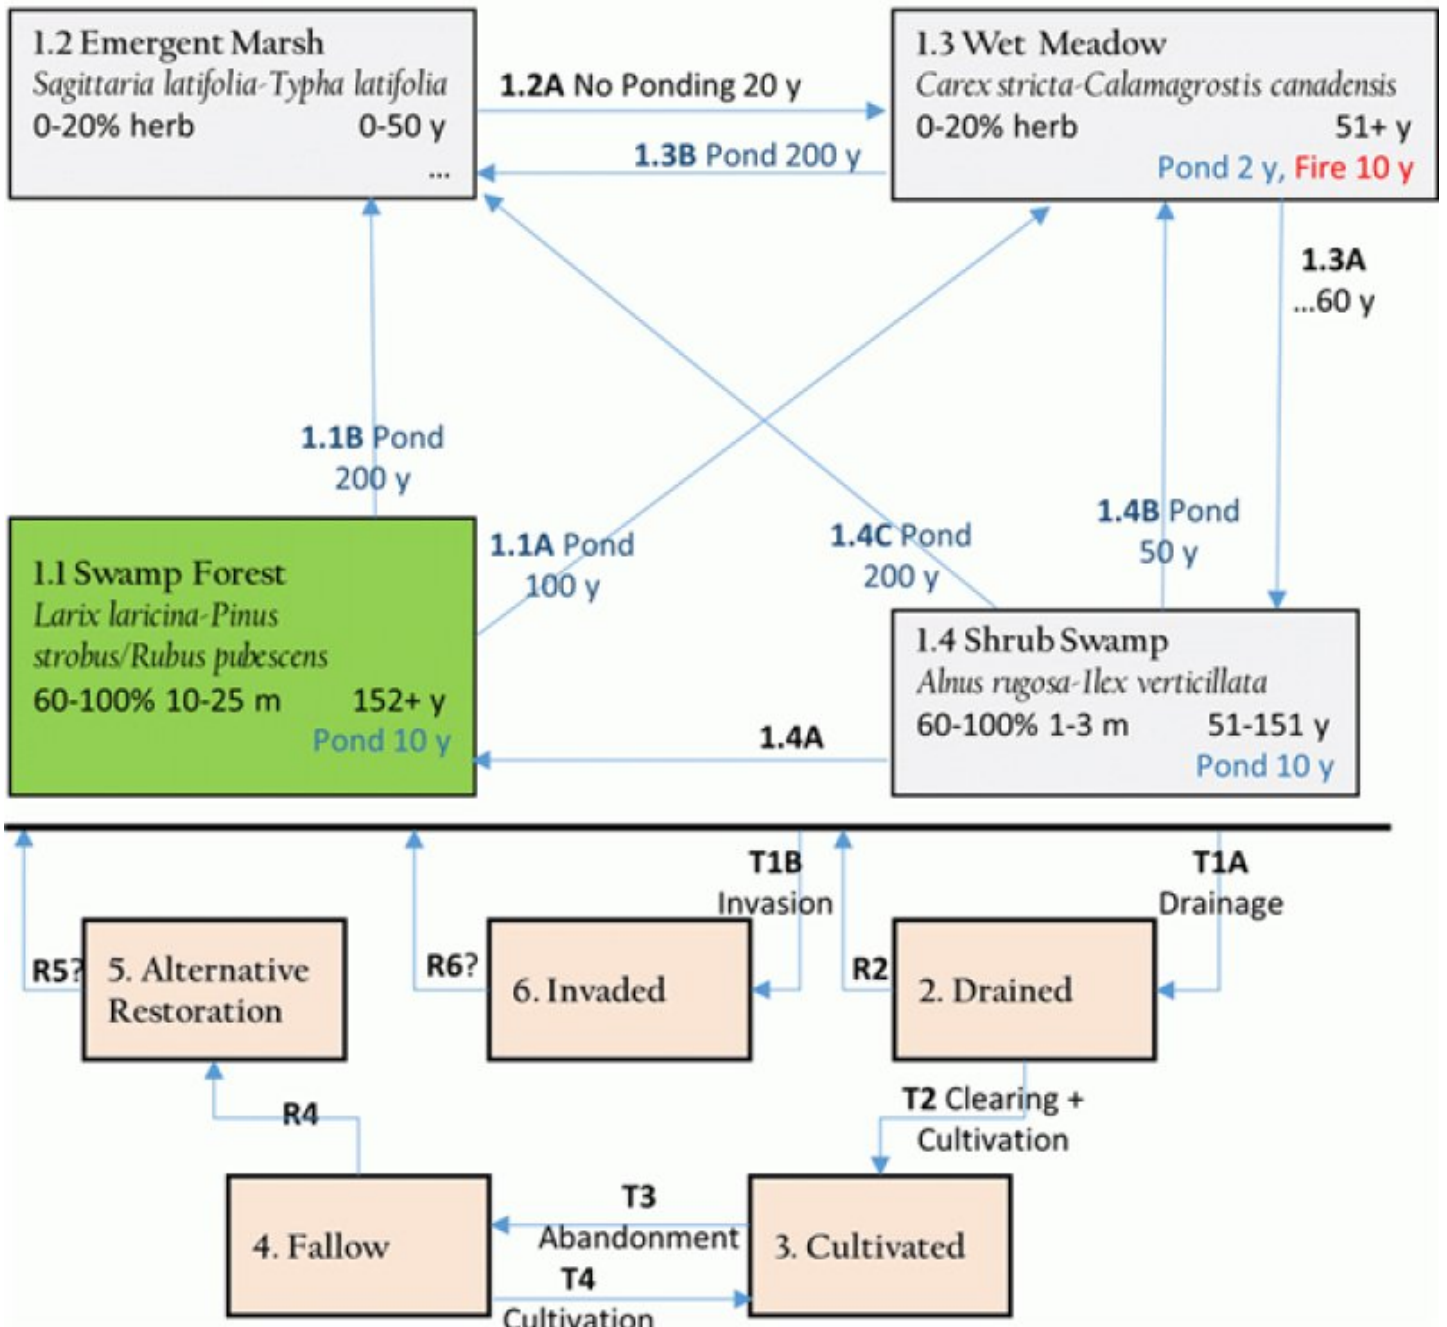 1.2 Emergent Marsh
Sagittaria latifolia-Typha latifolia
0-20% herb 0-50 y
...
1.2A No Ponding 20 y
1.3B Pond 200 y
1.3 Wet Meadow
Carex stricta-Calamagrostis canadensis
0-20% herb 51+ y
Pond 2 y, Fire 10 y
1.3A
...60 y
1.1B Pond
200 y
1.1A Pond
100 y
1.4C Pond
200 y
1.4B Pond
50 y
1.1 Swamp Forest
Larix laricina-Pinus
strobus/Rubus pubescens
60-100% 10-25 m 152+ y
Pond 10 y
1.4A
1.4 Shrub Swamp
Alnus rugosa-Ilex verticillata
60-100% 1-3 m 51-151 y
Pond 10 y
T1B
Invasion
T1A
Drainage
R5?
5. Alternative
Restoration
R6?
6. Invaded
R2
2. Drained
R4
T2 Clearing +
Cultivation
4. Fallow
T3
Abandonment
T4
Cultivation
3. Cultivated